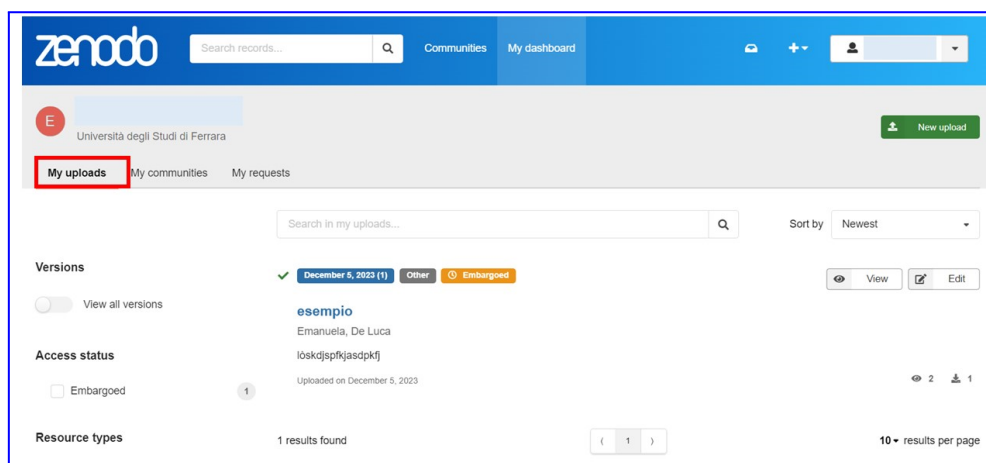 zenodo Search records... Communities My dashboard
E
Università degli Studi di Ferrara
New upload
My uploads My communities My requests
Search in my uploads... Sort by Newest
Versions
December 5, 2023 (1) Other Embargoed View Edit
View all versions
esempio
Emanuela, De Luca
Access status
lòskdjspfkjasdpkfj
Embargoed 1
Uploaded on December 5, 2023 2 1
Resource types 1 results found 1 10 results per page